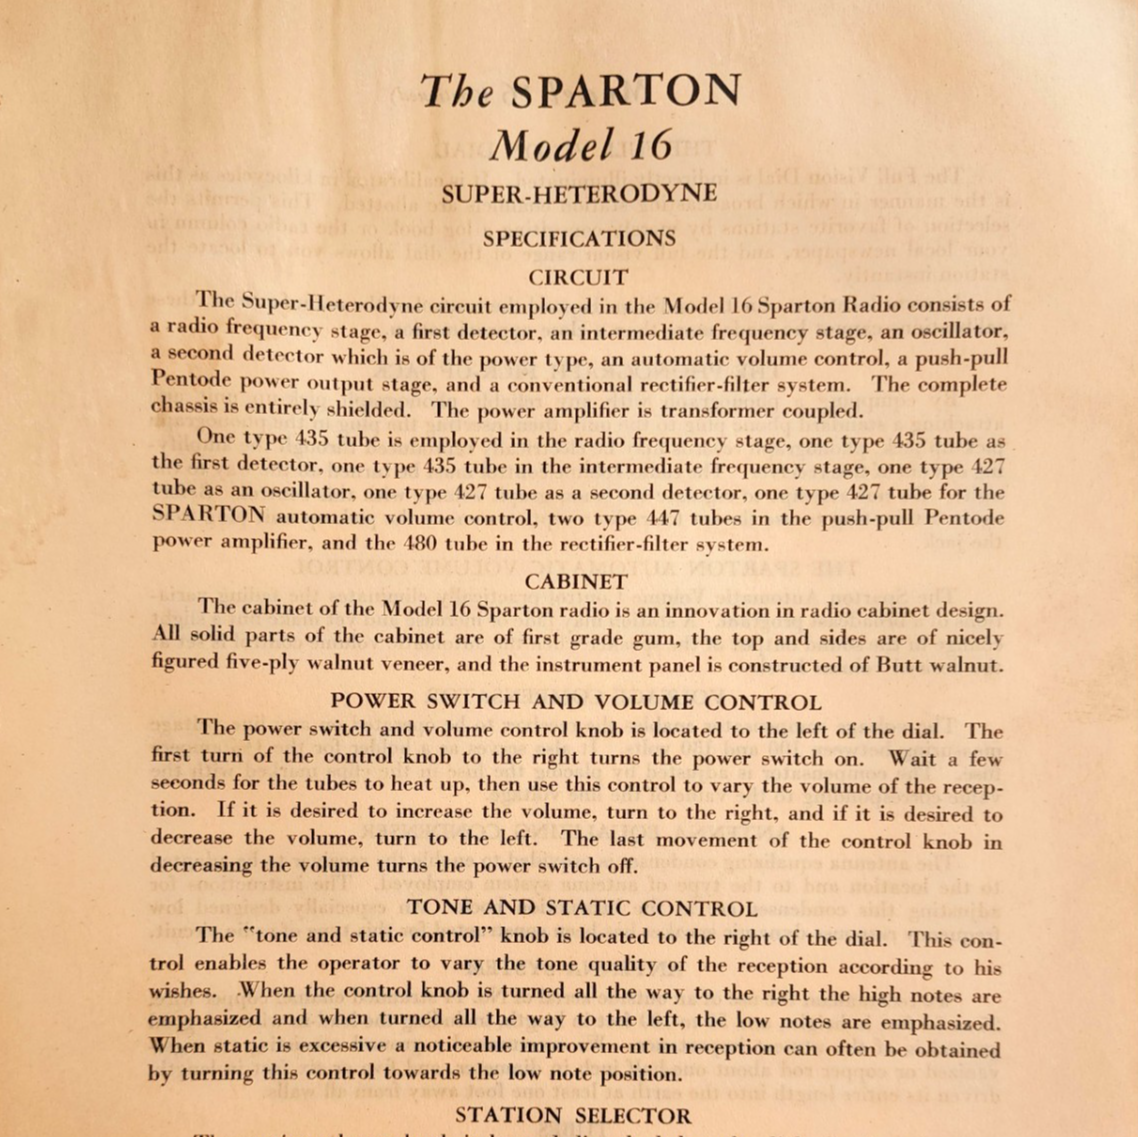 The SPARTON
Model 16
SUPER-HETERODYNE
SPECIFICATIONS
CIRCUIT
The Super-Heterodyne circuit employed in the Model 16 Sparton Radio consists of
a radio frequency stage, a first detector, an intermediate frequency stage, an oscillator,
a second detector which is of the power type, an automatic volume control, a push-pull
Pentode power output stage, and a conventional rectifier-filter system. The complete
chassis is entirely shielded. The power amplifier is transformer coupled.
One type 435 tube is employed in the radio frequency stage, one type 435 tube as
the first detector, one type 435 tube in the intermediate frequency stage, one type 427
tube as an oscillator, one type 427 tube as a second detector, one type 427 tube for the
SPARTON automatic volume control, two type 447 tubes in the push-pull Pentode
power amplifier, and the 480 tube in the rectifier-filter system.
CABINET
The cabinet of the Model 16 Sparton radio is an innovation in radio cabinet design.
All solid parts of the cabinet are of first grade gum, the top and sides are of nicely
figured five-ply walnut veneer, and the instrument panel is constructed of Butt walnut.
POWER SWITCH AND VOLUME CONTROL
The power switch and volume control knob is located to the left of the dial. The
first turn of the control knob to the right turns the power switch on. Wait a few
seconds for the tubes to heat up, then use this control to vary the volume of the recep-
tion. If it is desired to increase the volume, turn to the right, and if it is desired to
decrease the volume, turn to the left. The last movement of the control knob in
decreasing the volume turns the power switch off.
TONE AND STATIC CONTROL
The "tone and static control" knob is located to the right of the dial. This con-
trol enables the operator to vary the tone quality of the reception according to his
wishes. When the control knob is turned all the way to the right the high notes are
emphasized and when turned all the way to the left, the low notes are emphasized.
When static is excessive a noticeable improvement in reception can often be obtained
by turning this control towards the low note position.
STATION SELECTOR